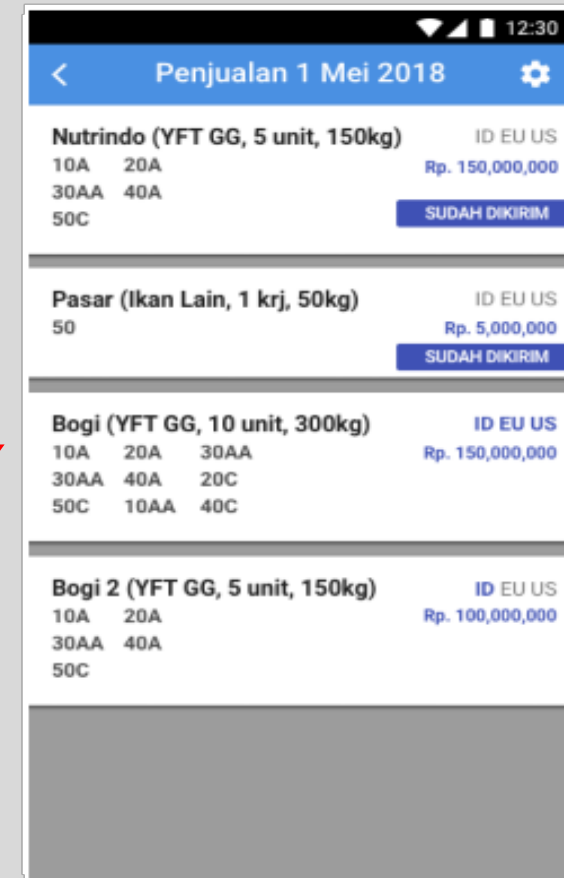 12:30
Penjualan 1 Mei 2018
Nutrindo (YFT GG, 5 unit, 150kg) ID EU US
10A 20A Rp. 150,000,000
30AA 40A
50C SUDAH DIKIRIM
Pasar (Ikan Lain, 1 krj, 50kg) ID EU US
50 Rp. 5,000,000
SUDAH DIKIRIM
Bogi (YFT GG, 10 unit, 300kg) ID EU US
10A 20A 30AA Rp. 150,000,000
30AA 40A 20C
50C 10AA 40C
Bogi 2 (YFT GG, 5 unit, 150kg) ID EU US
10A 20A Rp. 100,000,000
30AA 40A
50C